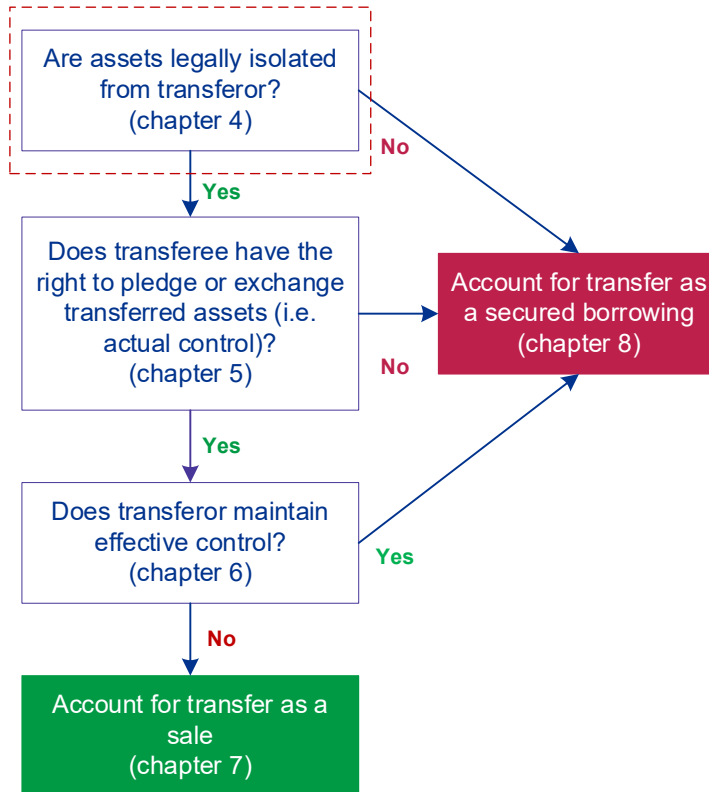 Are assets legally isolated
from transferor?
(chapter 4)
No
Yes
Does transferee have the
right to pledge or exchange
transferred assets (i.e.
actual control)?
(chapter 5)
Account for transfer as
a secured borrowing
(chapter 8)
No
Yes
Does transferor maintain
effective control?
(chapter 6)
Yes
No
Account for transfer as a
sale
(chapter 7)